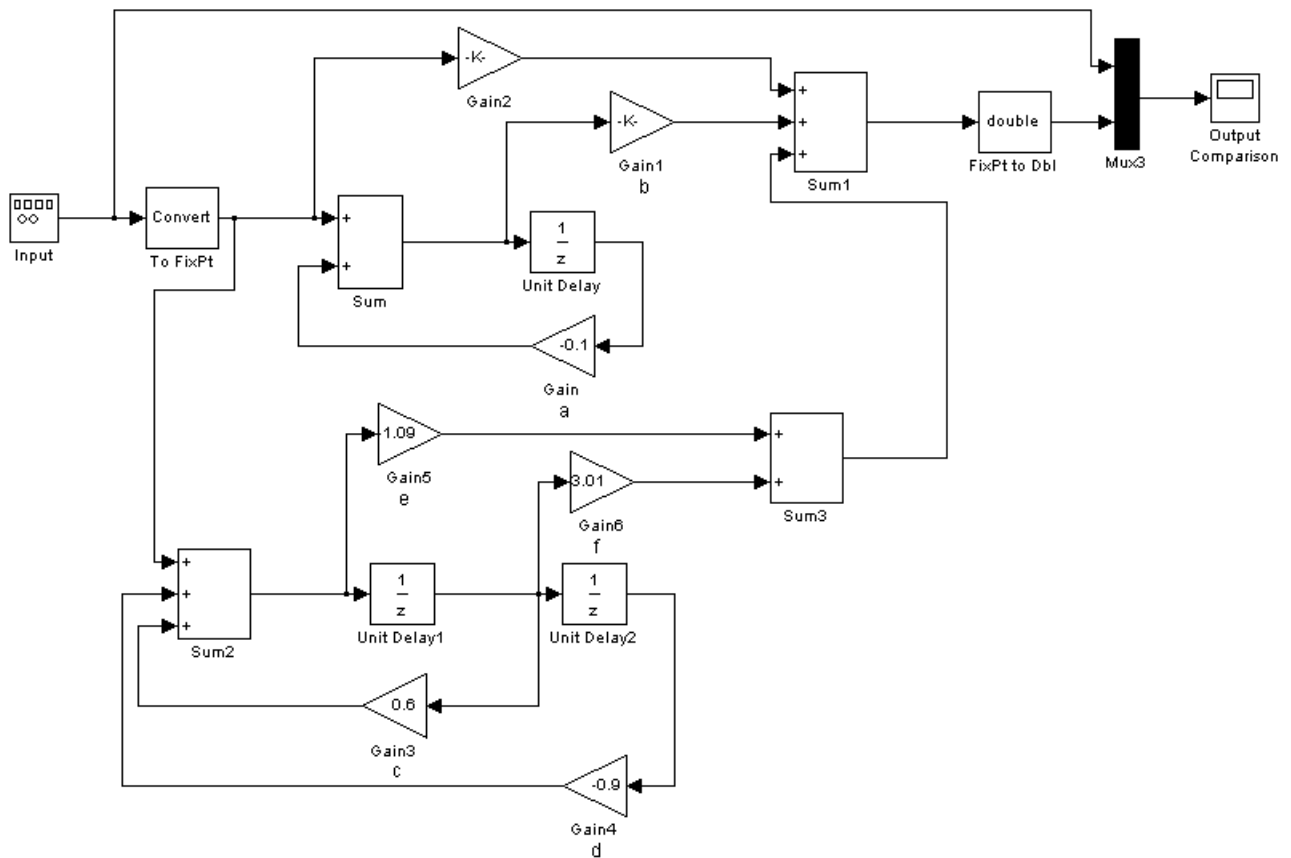 -K-
Gain2
-K-
Gain1
b
+
+
+
Sum1
double
FixPt to Dbl
Mux3
Output
Comparison
Input
Convert
To FixPt
+
+
Sum
1
z
Unit Delay
-0.1
Gain
a
1.09
Gain5
e
3.01
Gain6
f
+
+
Sum3
+
+
+
Sum2
1
z
Unit Delay1
1
z
Unit Delay2
0.6
Gain3
c
-0.9
Gain4
d